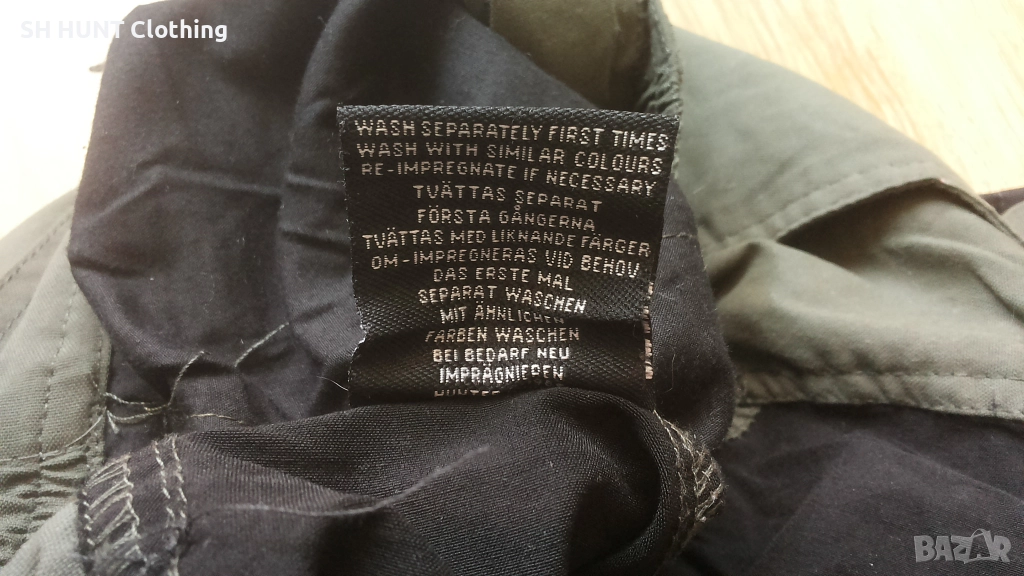 SH HUNT Clothing
WASH SEPARATELY FIRST TIMES
WASH WITH SIMILAR COLOURS
RE-IMPREGNATE IF NECESSARY
TVÄTTAS SEPARAT
FÖRSTA GÅNGERNA
TVÄTTAS MED LIKNANDE FÄRGER
OM-IMPREGNERAS VID BEHOV
DAS ERSTE MAL
SEPARAT WASCHEN
MIT ÄHNLICHEN
FARBEN WASCHEN
BEI BEDARF NEU
IMPRÄGNIEREN
BAZAR